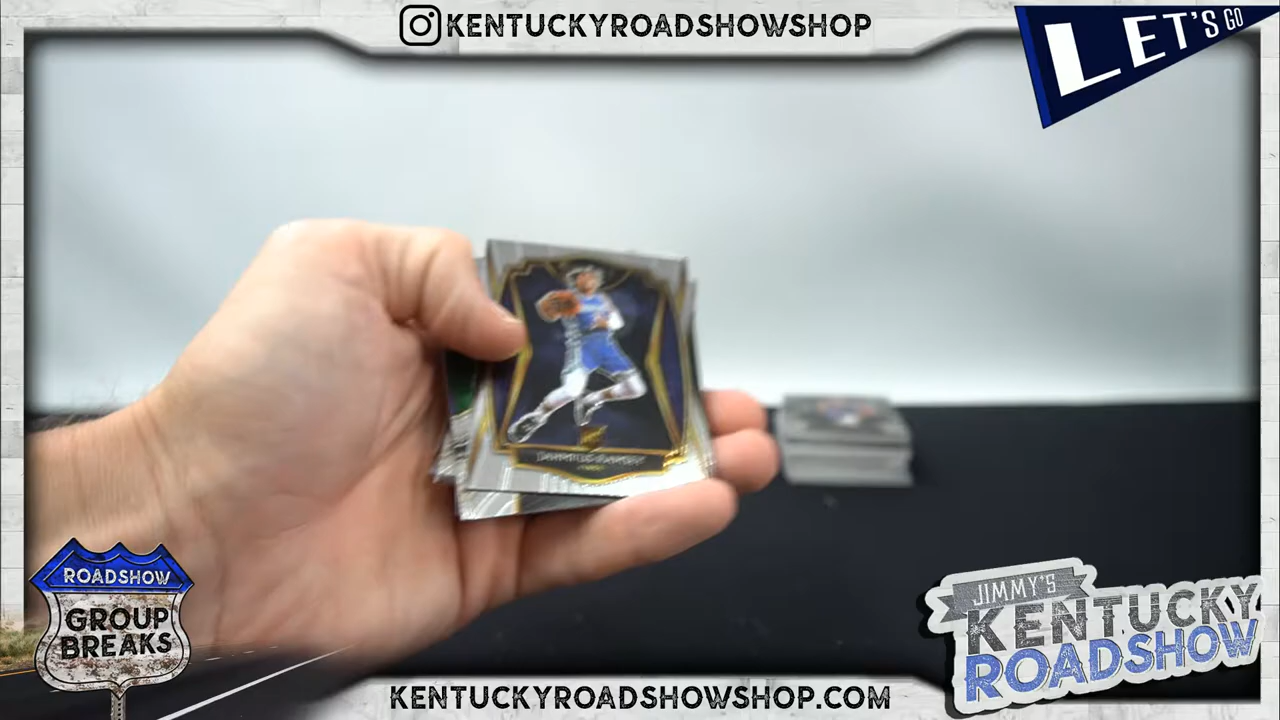 KENTUCKYROADSHOWSHOP
LET'S GO
ROADSHOW
GROUP
BREAKS
JIMMY'S
KENTUCKY
ROADSHOW
KENTUCKYROADSHOWSHOP.COM